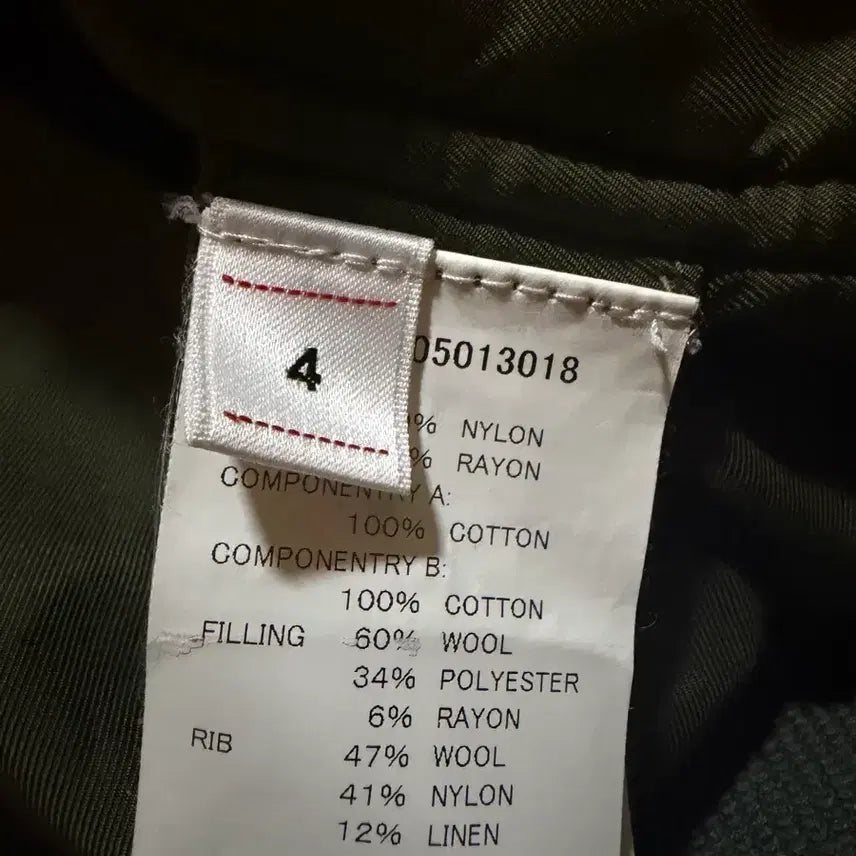 4
05013018
% NYLON
% RAYON
COMPONENTRY A:
100% COTTON
COMPONENTRY B:
100% COTTON
FILLING 60% WOOL
34% POLYESTER
6% RAYON
RIB 47% WOOL
41% NYLON
12% LINEN